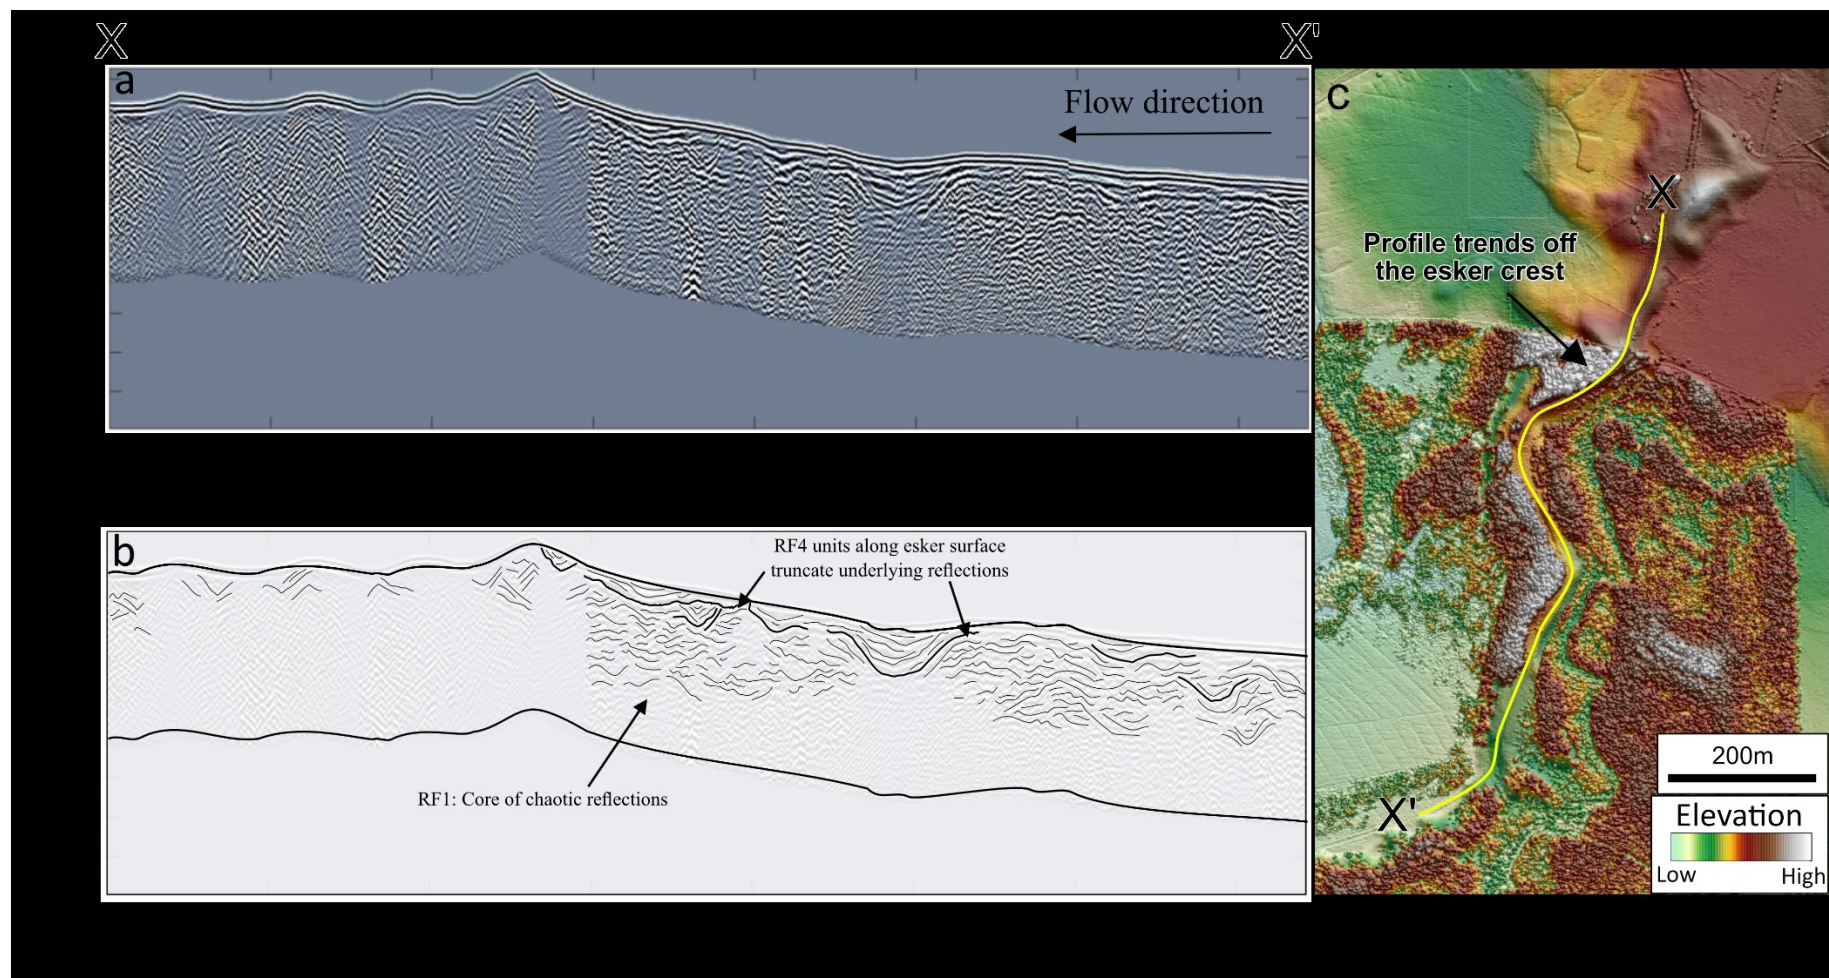 X
X'
a
Flow direction
b
RF4 units along esker surface
truncate underlying reflections
RF1: Core of chaotic reflections
c
X
Profile trends off
the esker crest
X'
200m
Elevation
Low
High